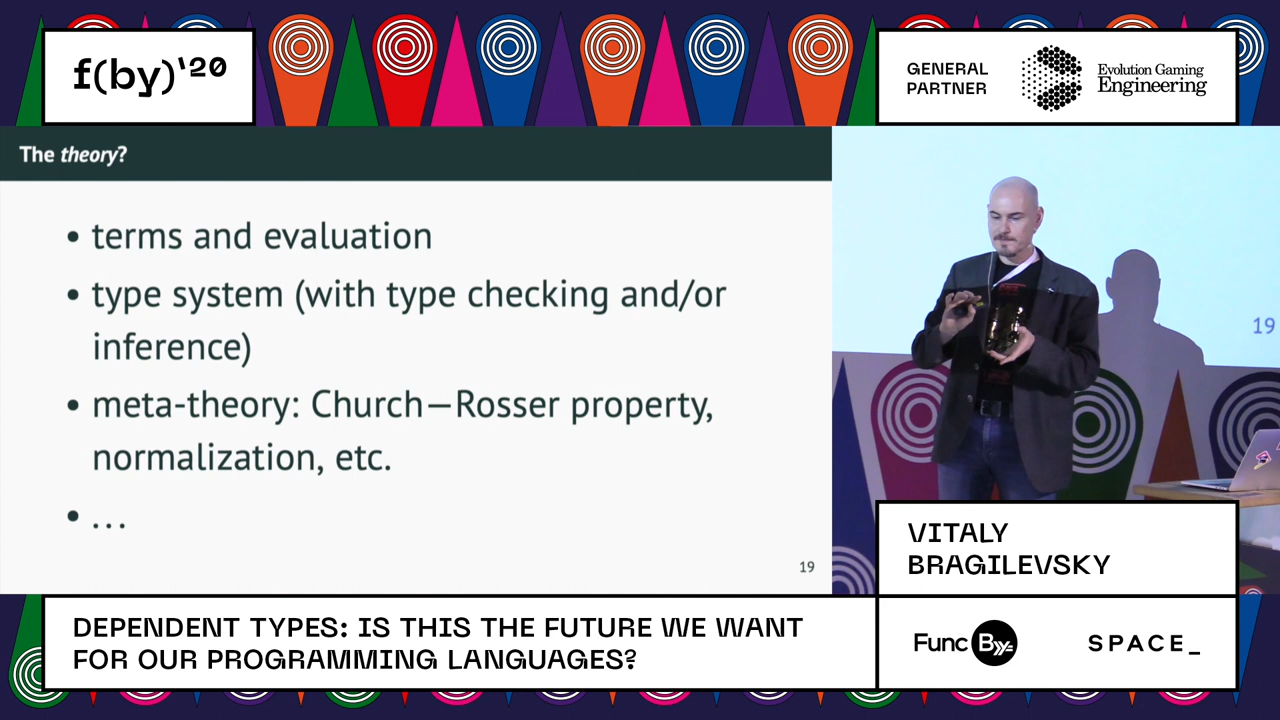 f(by)'20
GENERAL
PARTNER
Evolution Gaming
Engineering
The theory?
• terms and evaluation
• type system (with type checking and/or
inference)
• meta-theory: Church—Rosser property,
normalization, etc.
• ...
19
19
VITALY
BRAGILEVSKY
DEPENDENT TYPES: IS THIS THE FUTURE WE WANT
FOR OUR PROGRAMMING LANGUAGES?
Func By
SPACE_